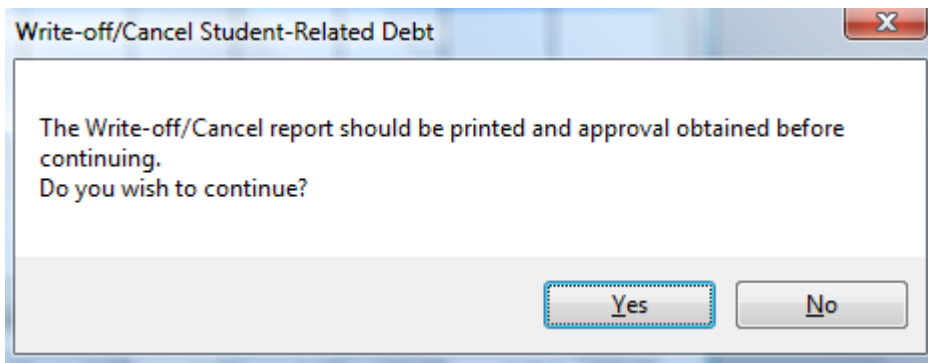 Write-off/Cancel Student-Related Debt
The Write-off/Cancel report should be printed and approval obtained before
continuing.
Do you wish to continue?
Yes
No